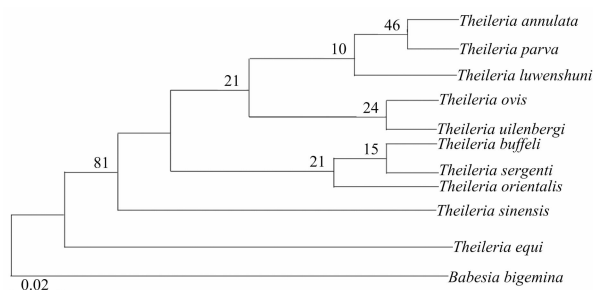 46
Theileria annulata
Theileria parva
10
Theileria luwenshuni
21
Theileria ovis
24
Theileria uilenbergi
Theileria buffeli
15
21
Theileria sergenti
Theileria orientalis
81
Theileria sinensis
Theileria equi
Babesia bigemina
0.02